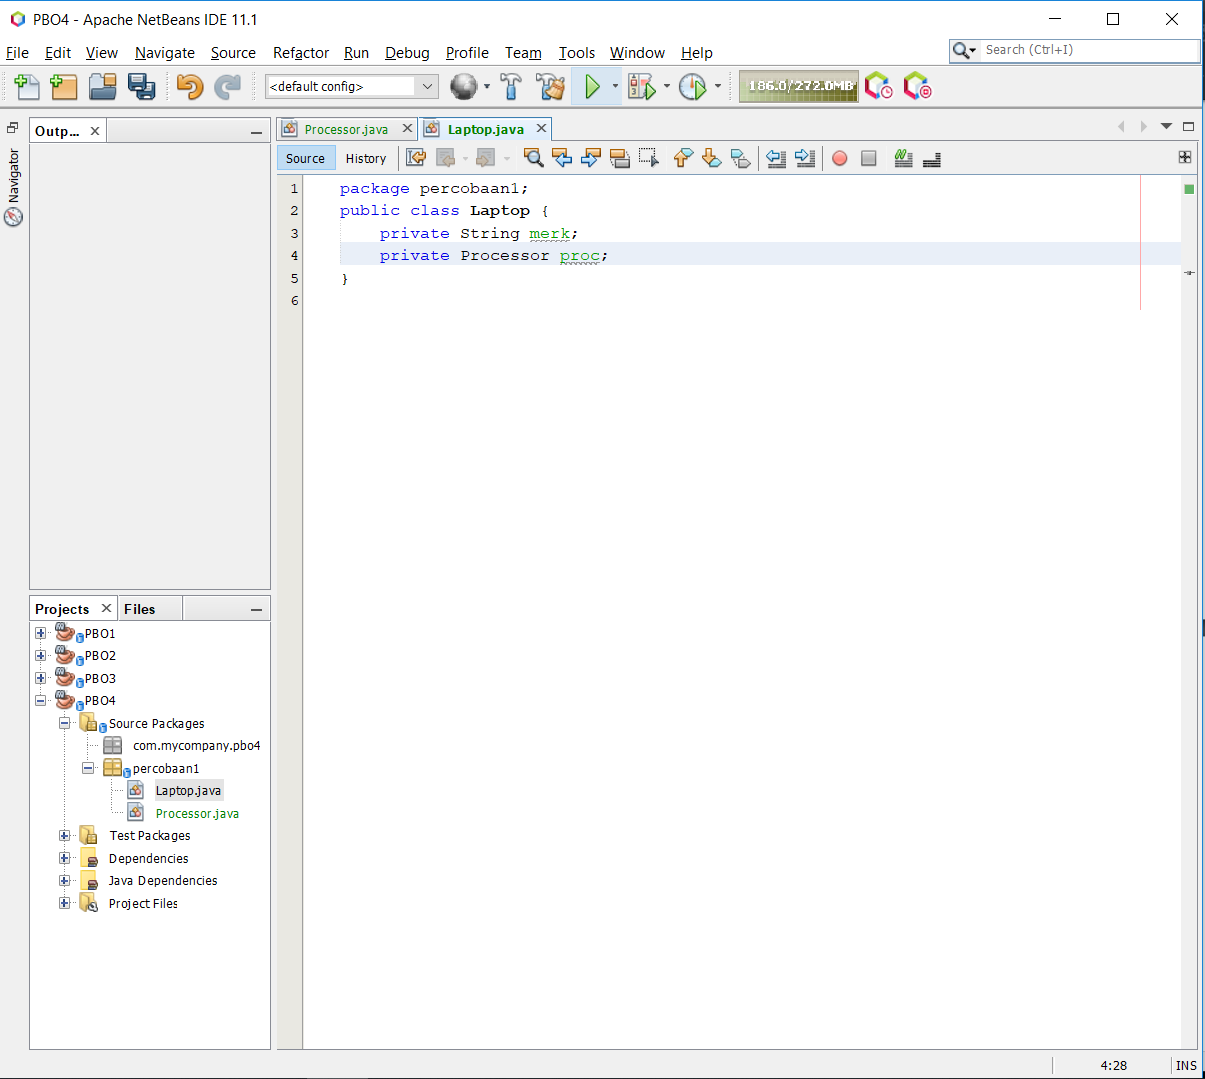 PBO4 - Apache NetBeans IDE 11.1
File Edit View Navigate Source Refactor Run Debug Profile Team Tools Window Help
Search (Ctrl+I)
<default config>
186.0/272.0MB
Navigator
Outp...
Processor.java
Laptop.java
Source History
1 package percobaan1;
2 public class Laptop {
3 private String merk;
4 private Processor proc;
5 }
6
Projects Files
PBO1
PBO2
PBO3
PBO4
Source Packages
com.mycompany.pbo4
percobaan1
Laptop.java
Processor.java
Test Packages
Dependencies
Java Dependencies
Project Files
4:28 INS